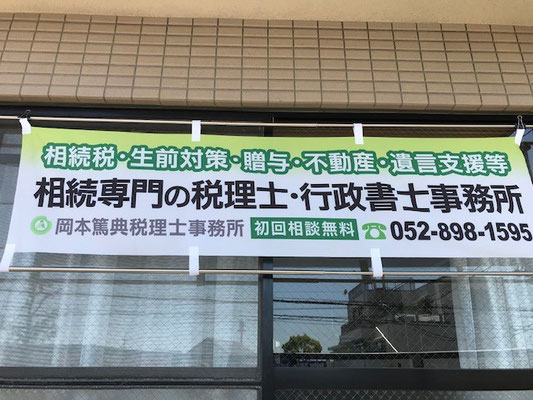 相続税・生前対策・贈与・不動産・遺言支援等
相続専門の税理士・行政書士事務所
岡本篤典税理士事務所 初回相談無料 052-898-1595